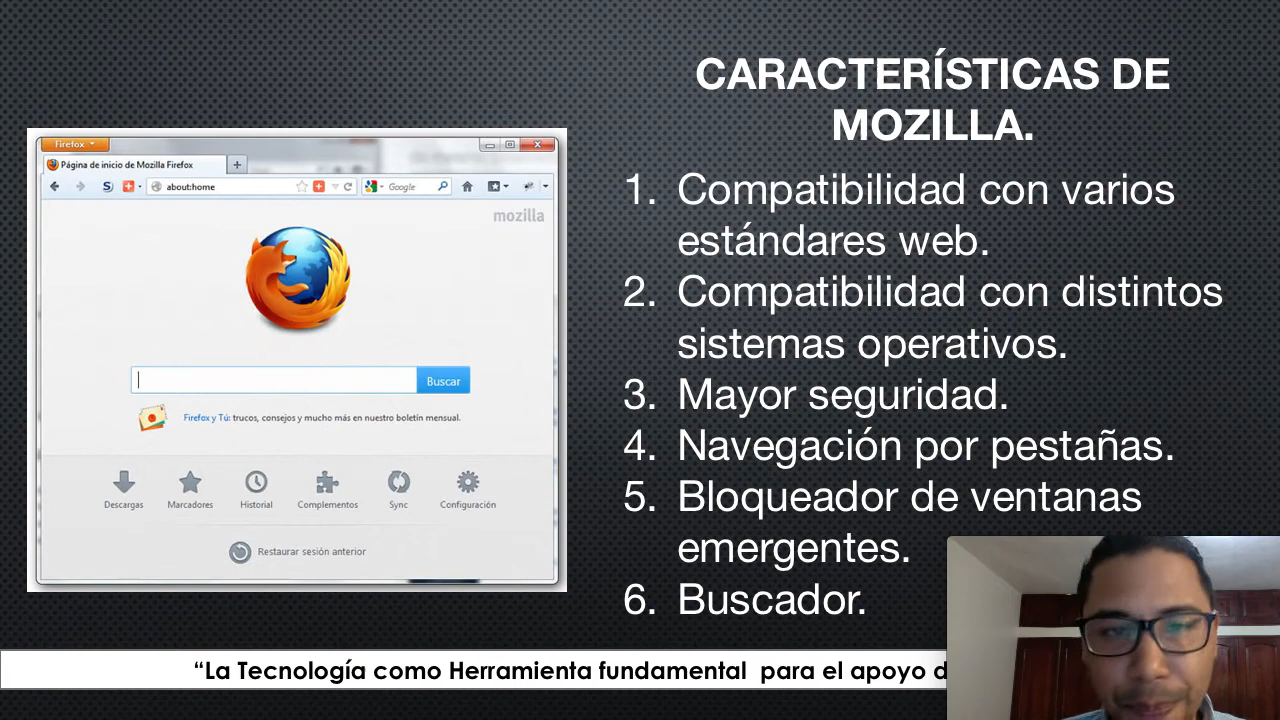 CARACTERÍSTICAS DE
MOZILLA.
1. Compatibilidad con varios
estándares web.
2. Compatibilidad con distintos
sistemas operativos.
3. Mayor seguridad.
4. Navegación por pestañas.
5. Bloqueador de ventanas
emergentes.
6. Buscador.
Firefox
Página de inicio de Mozilla Firefox
about:home
Google
mozilla
Buscar
Firefox y Tú: trucos, consejos y mucho más en nuestro boletín mensual.
Descargas Marcadores Historial Complementos Sync Configuración
Restaurar sesión anterior
“La Tecnología como Herramienta fundamental para el apoyo d